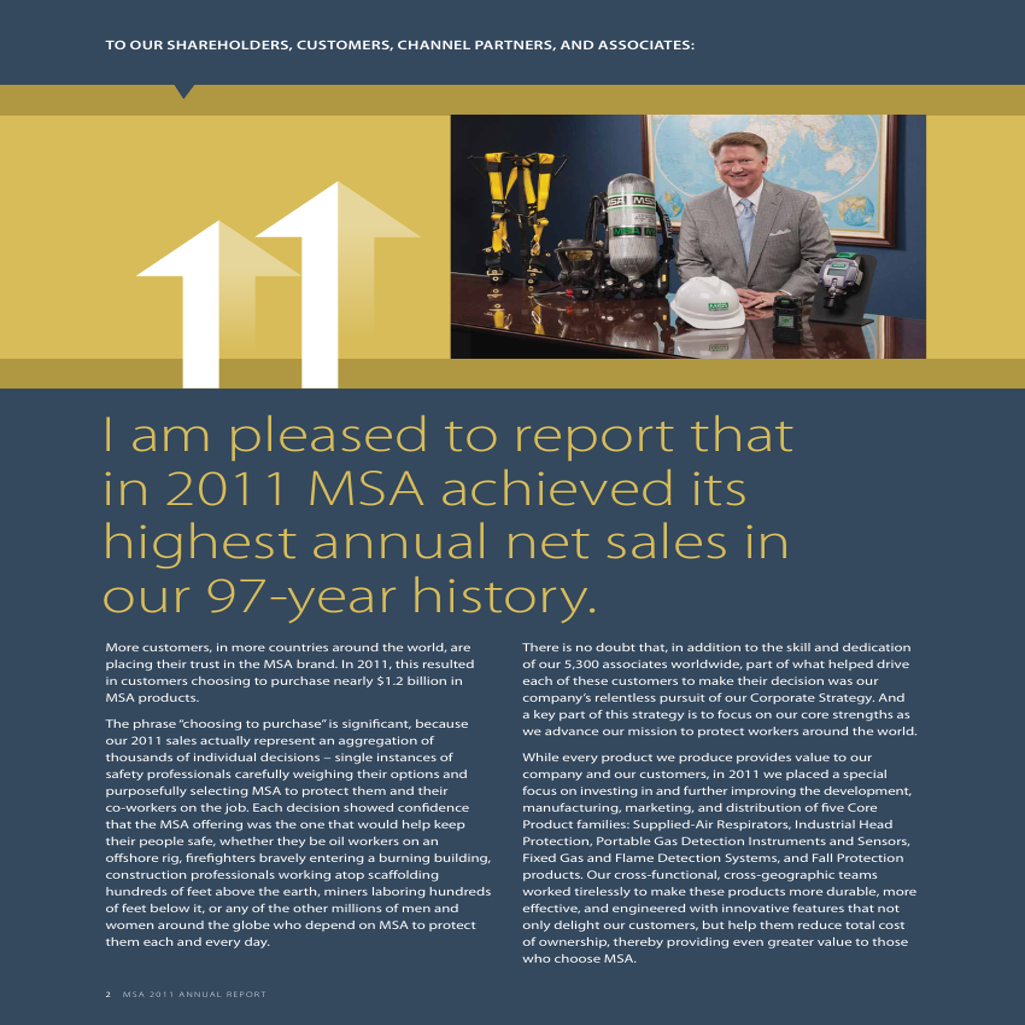 TO OUR SHAREHOLDERS, CUSTOMERS, CHANNEL PARTNERS, AND ASSOCIATES:
MSA MSA
MSA
I am pleased to report that
in 2011 MSA achieved its
highest annual net sales in
our 97-year history.
More customers, in more countries around the world, are
placing their trust in the MSA brand. In 2011, this resulted
in customers choosing to purchase nearly $1.2 billion in
MSA products.
The phrase “choosing to purchase” is significant, because
our 2011 sales actually represent an aggregation of
thousands of individual decisions – single instances of
safety professionals carefully weighing their options and
purposefully selecting MSA to protect them and their
co-workers on the job. Each decision showed confidence
that the MSA offering was the one that would help keep
their people safe, whether they be oil workers on an
offshore rig, firefighters bravely entering a burning building,
construction professionals working atop scaffolding
hundreds of feet above the earth, miners laboring hundreds
of feet below it, or any of the other millions of men and
women around the globe who depend on MSA to protect
them each and every day.
There is no doubt that, in addition to the skill and dedication
of our 5,300 associates worldwide, part of what helped drive
each of these customers to make their decision was our
company’s relentless pursuit of our Corporate Strategy. And
a key part of this strategy is to focus on our core strengths as
we advance our mission to protect workers around the world.
While every product we produce provides value to our
company and our customers, in 2011 we placed a special
focus on investing in and further improving the development,
manufacturing, marketing, and distribution of five Core
Product families: Supplied-Air Respirators, Industrial Head
Protection, Portable Gas Detection Instruments and Sensors,
Fixed Gas and Flame Detection Systems, and Fall Protection
products. Our cross-functional, cross-geographic teams
worked tirelessly to make these products more durable, more
effective, and engineered with innovative features that not
only delight our customers, but help them reduce total cost
of ownership, thereby providing even greater value to those
who choose MSA.
2 MSA 2011 ANNUAL REPORT